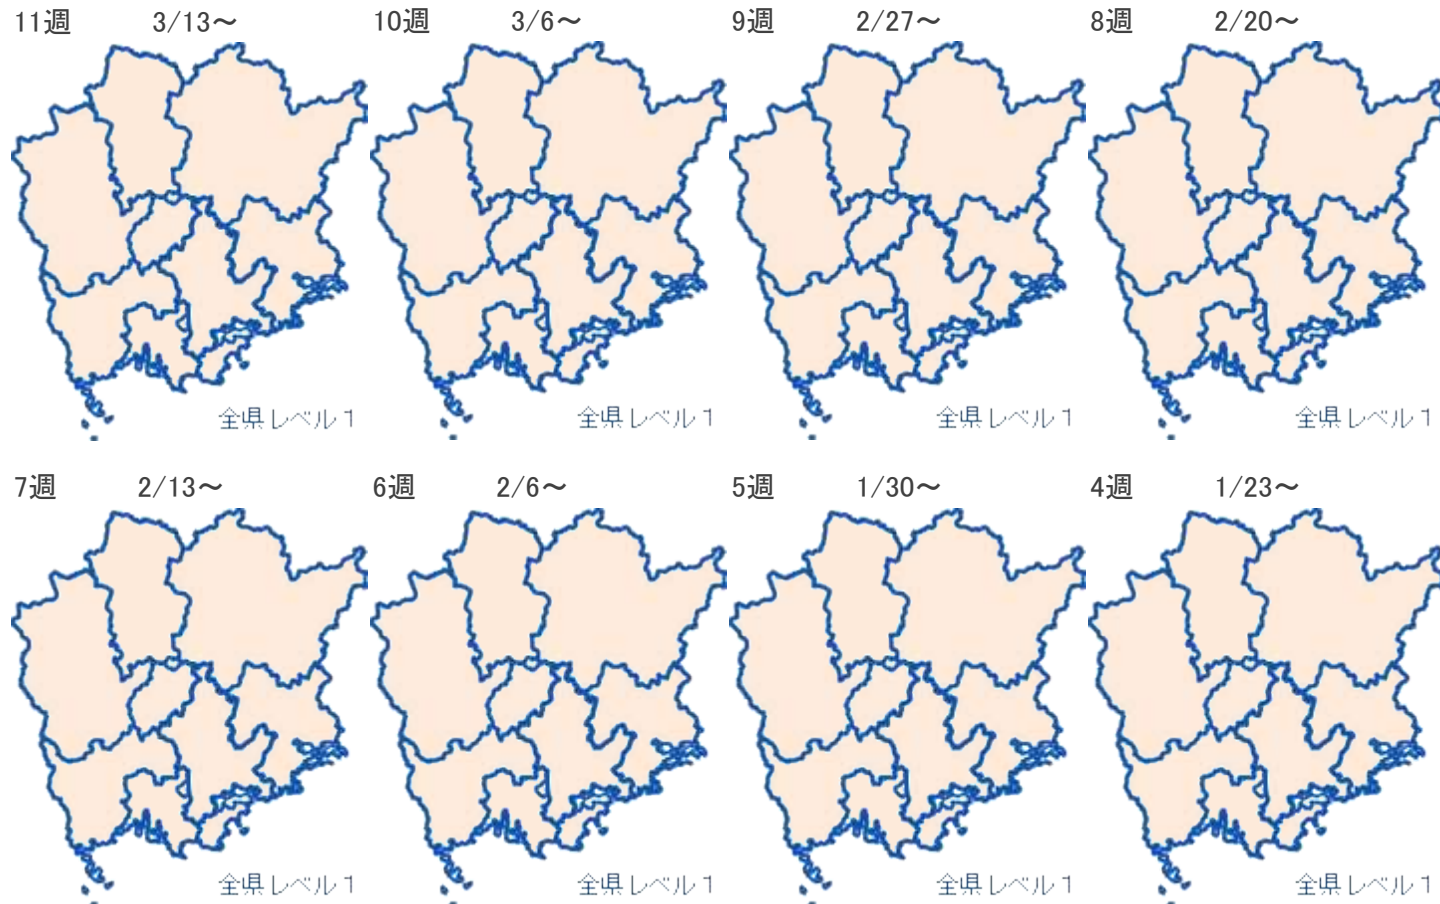 11週 3/13～
10週 3/6～
9週 2/27～
8週 2/20～
全県レベル1
全県レベル1
全県レベル1
全県レベル1
7週 2/13～
6週 2/6～
5週 1/30～
4週 1/23～
全県レベル1
全県レベル1
全県レベル1
全県レベル1